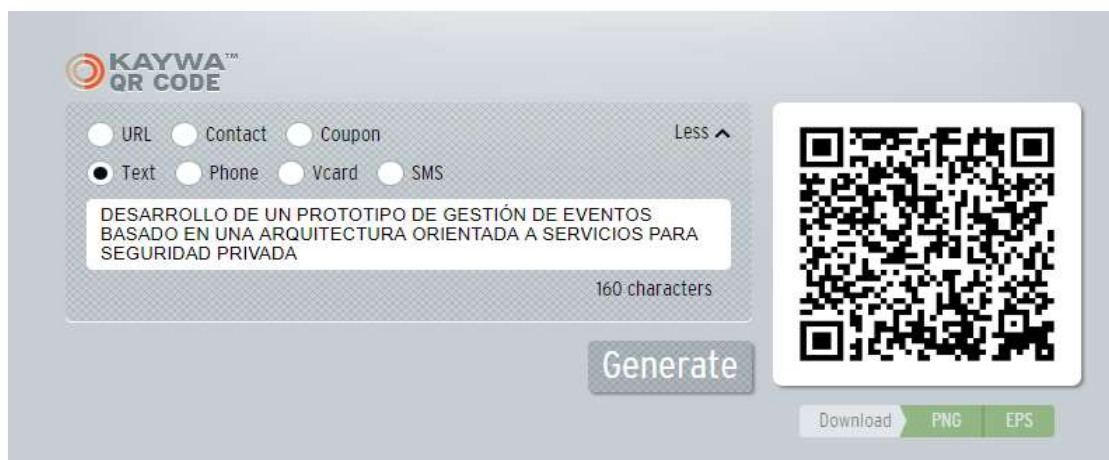 KAYWA™
QR CODE
URL Contact Coupon Less
Text Phone Vcard SMS
DESARROLLO DE UN PROTOTIPO DE GESTIÓN DE EVENTOS
BASADO EN UNA ARQUITECTURA ORIENTADA A SERVICIOS PARA
SEGURIDAD PRIVADA
160 characters
Generate
Download PNG EPS